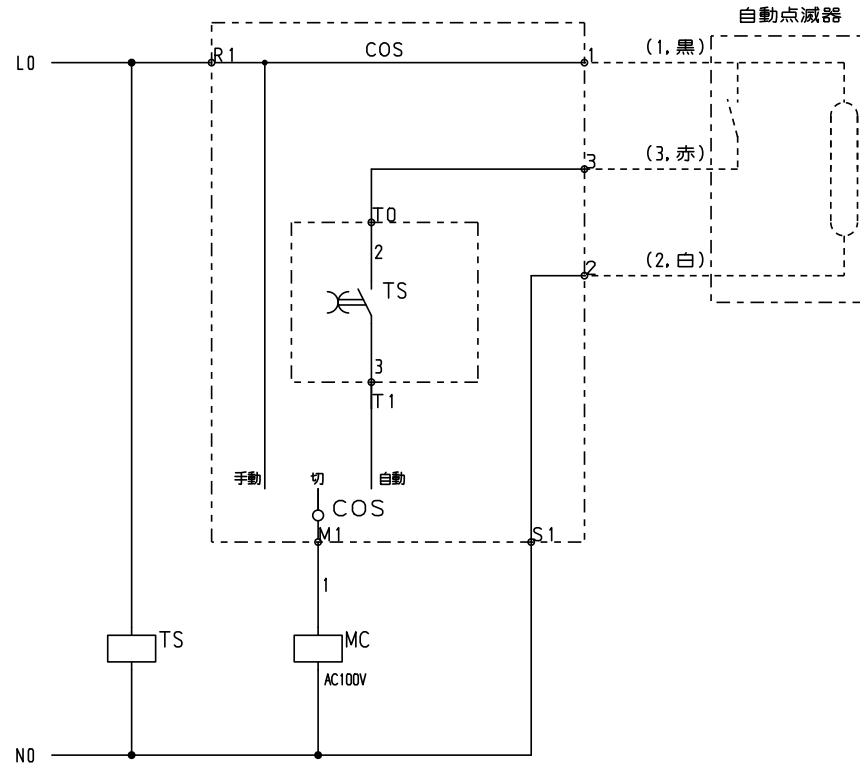 自動点滅器
L0
R1
COS
1
(1,黒)
3
(3,赤)
T0
2
2
(2,白)
TS
3
T1
手動
切
自動
COS
M1
S1
1
TS
MC
AC100V
N0